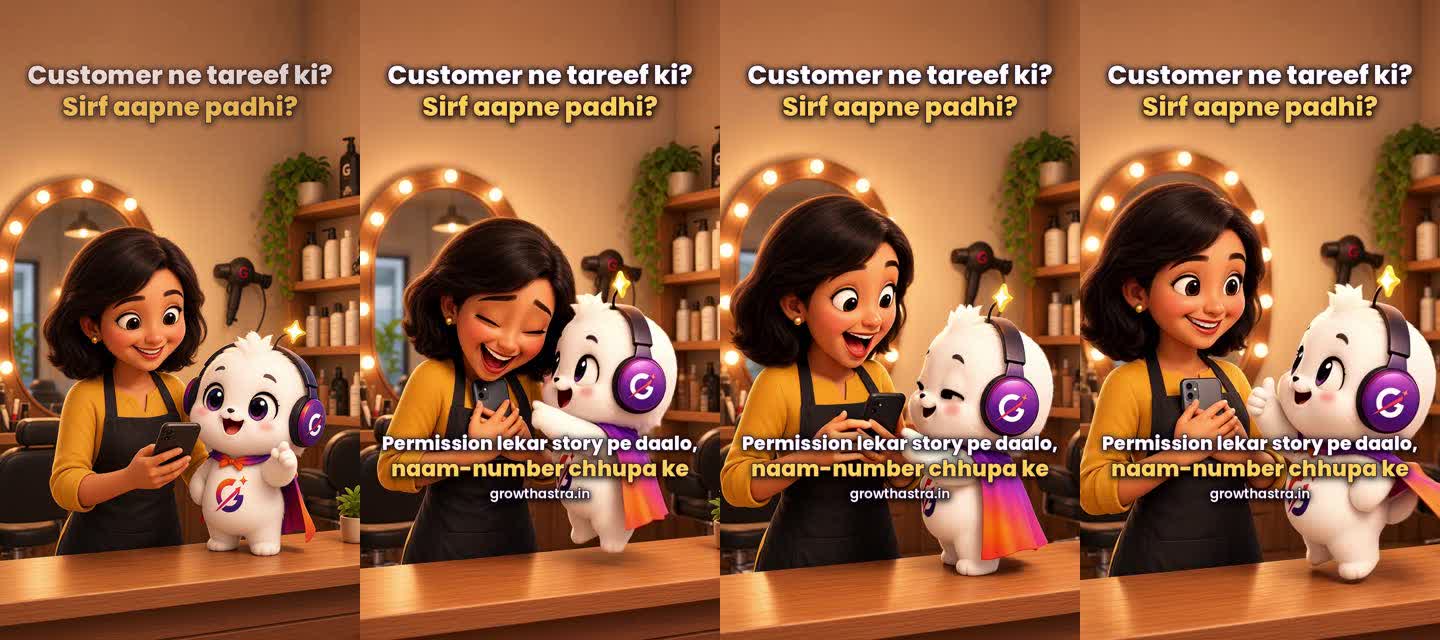 Customer ne tareef ki?
Sirf aapne padhi?
Customer ne tareef ki?
Sirf aapne padhi?
Permission lekar story pe daalo,
naam-number chhupa ke
growthastra.in
Customer ne tareef ki?
Sirf aapne padhi?
Permission lekar story pe daalo,
naam-number chhupa ke
growthastra.in
Customer ne tareef ki?
Sirf aapne padhi?
Permission lekar story pe daalo,
naam-number chhupa ke
growthastra.in